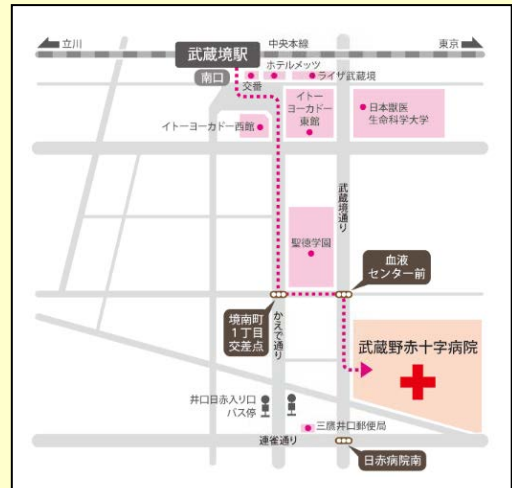 立川
中央本線
東京
武蔵境駅
南口
交番
ホテルメッツ
ライザ武蔵境
イトーヨーカドー西館
イトー
ヨーカドー
東館
日本獣医
生命科学大学
武蔵境通り
聖徳学園
血液
センター前
境南町
1丁目
交差点
かえで通り
武蔵野赤十字病院
井口日赤入り口
バス停
三鷹井口郵便局
連雀通り
日赤病院南